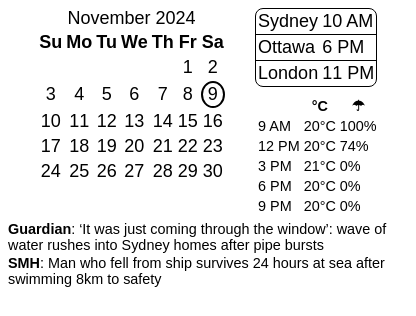 November 2024
Su Mo Tu We Th Fr Sa
1 2
3 4 5 6 7 8 9
10 11 12 13 14 15 16
17 18 19 20 21 22 23
24 25 26 27 28 29 30
Sydney 10 AM
Ottawa 6 PM
London 11 PM
°C ☂
9 AM 20°C 100%
12 PM 20°C 74%
3 PM 21°C 0%
6 PM 20°C 0%
9 PM 20°C 0%
Guardian: ‘It was just coming through the window’: wave of
water rushes into Sydney homes after pipe bursts
SMH: Man who fell from ship survives 24 hours at sea after
swimming 8km to safety